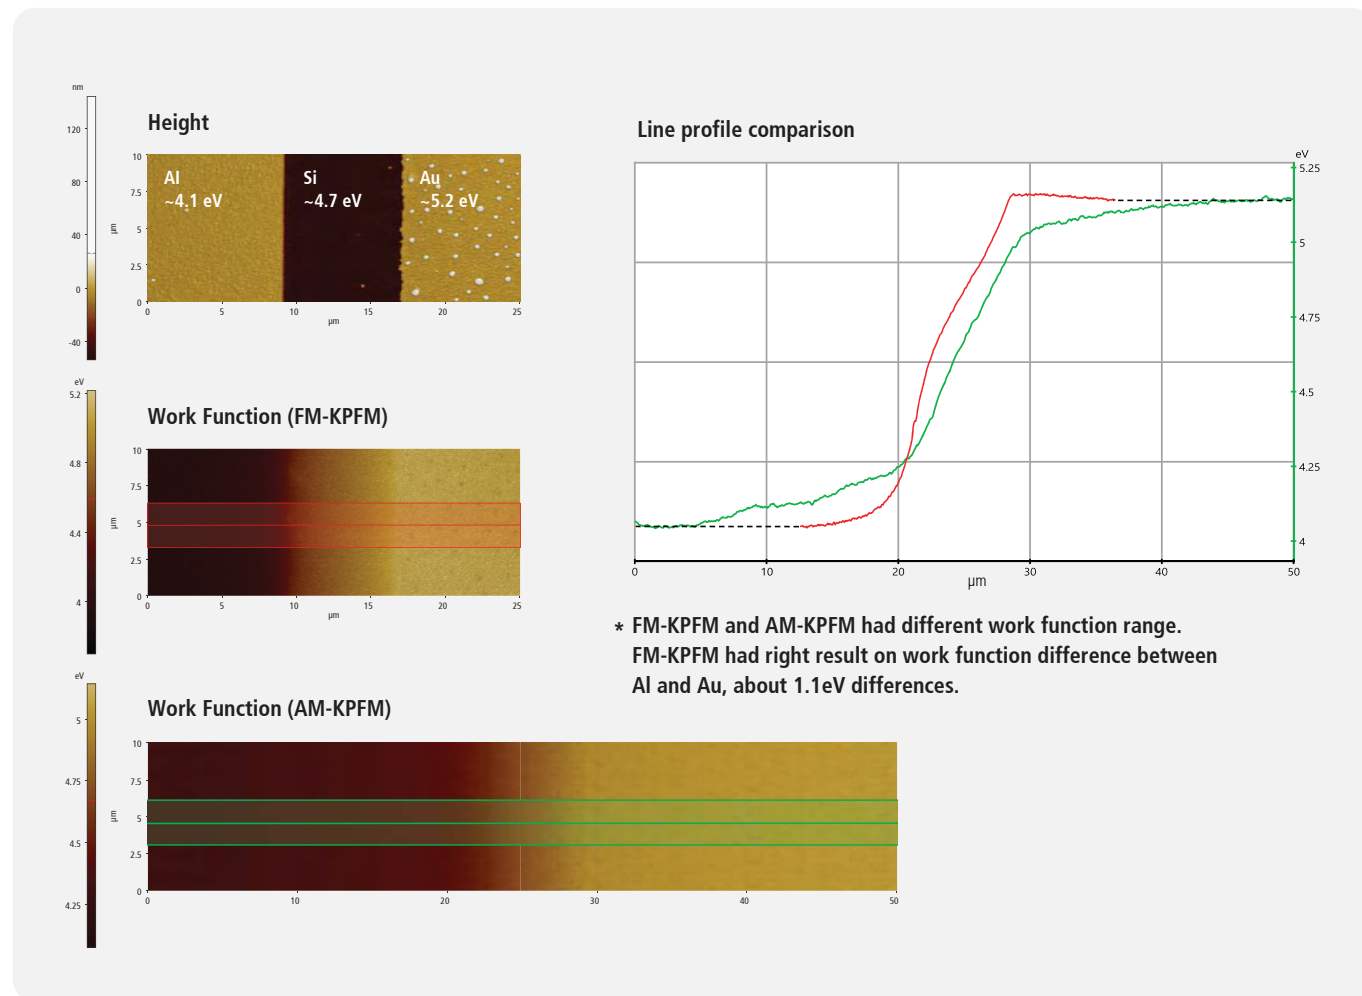 nm
120
80
40
0
-40
Height
10
7.5
5
2.5
0
µm
Al
~4.1 eV
Si
~4.7 eV
Au
~5.2 eV
0 5 10 15 20 25
µm
eV
5.2
4.8
4.4
4
Work Function (FM-KPFM)
10
7.5
5
2.5
0
µm
0 5 10 15 20 25
µm
eV
5
4.75
4.5
4.25
Work Function (AM-KPFM)
10
7.5
5
2.5
0
µm
0 10 20 30 40 50
Line profile comparison
eV
5.25
5
4.75
4.5
4.25
4
0 10 20 30 40 50
µm
* FM-KPFM and AM-KPFM had different work function range.
FM-KPFM had right result on work function difference between
Al and Au, about 1.1eV differences.